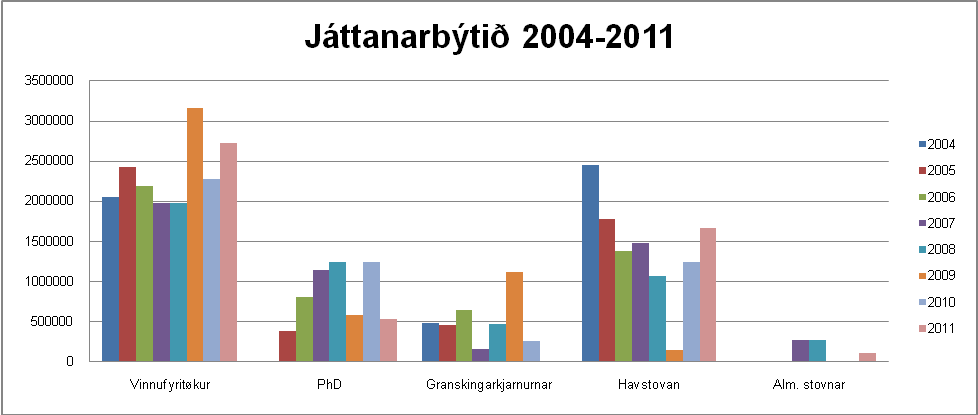 Játtanarbýtið 2004-2011
3500000
3000000
2500000
2000000
1500000
1000000
500000
0
Vinnufyritøkur
PhD
Granskingarkjarnurnar
Havstovan
Alm. stovnar
2004
2005
2006
2007
2008
2009
2010
2011